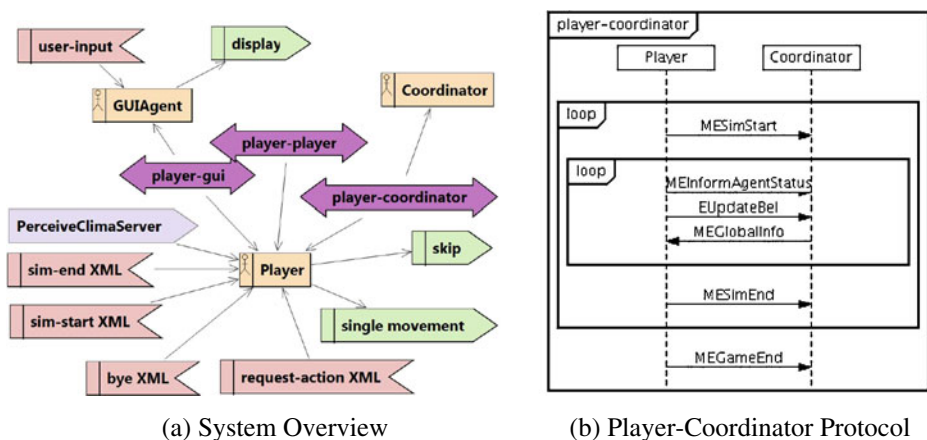 user-input
display
GUIAgent
Coordinator
player-player
player-gui
player-coordinator
PerceiveClimaServer
skip
sim-end XML
Player
sim-start XML
single movement
bye XML
request-action XML
(a) System Overview
player-coordinator
Player
Coordinator
loop
MESimStart
loop
MEInformAgentStatus
EUpdateBel
MEGlobalInfo
MESimEnd
MEGameEnd
(b) Player-Coordinator Protocol